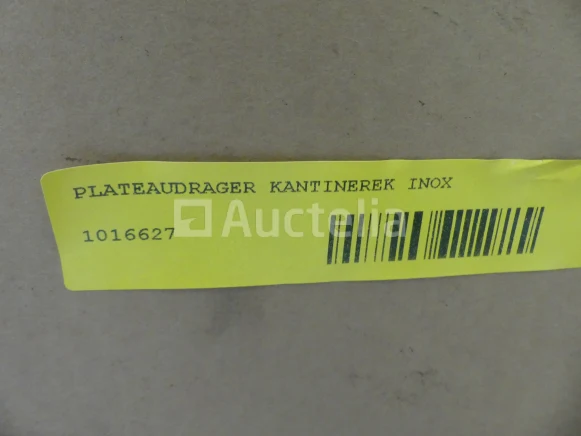 PLATEAUDRAGER KANTINEREK INOX
1016627
Auctelia